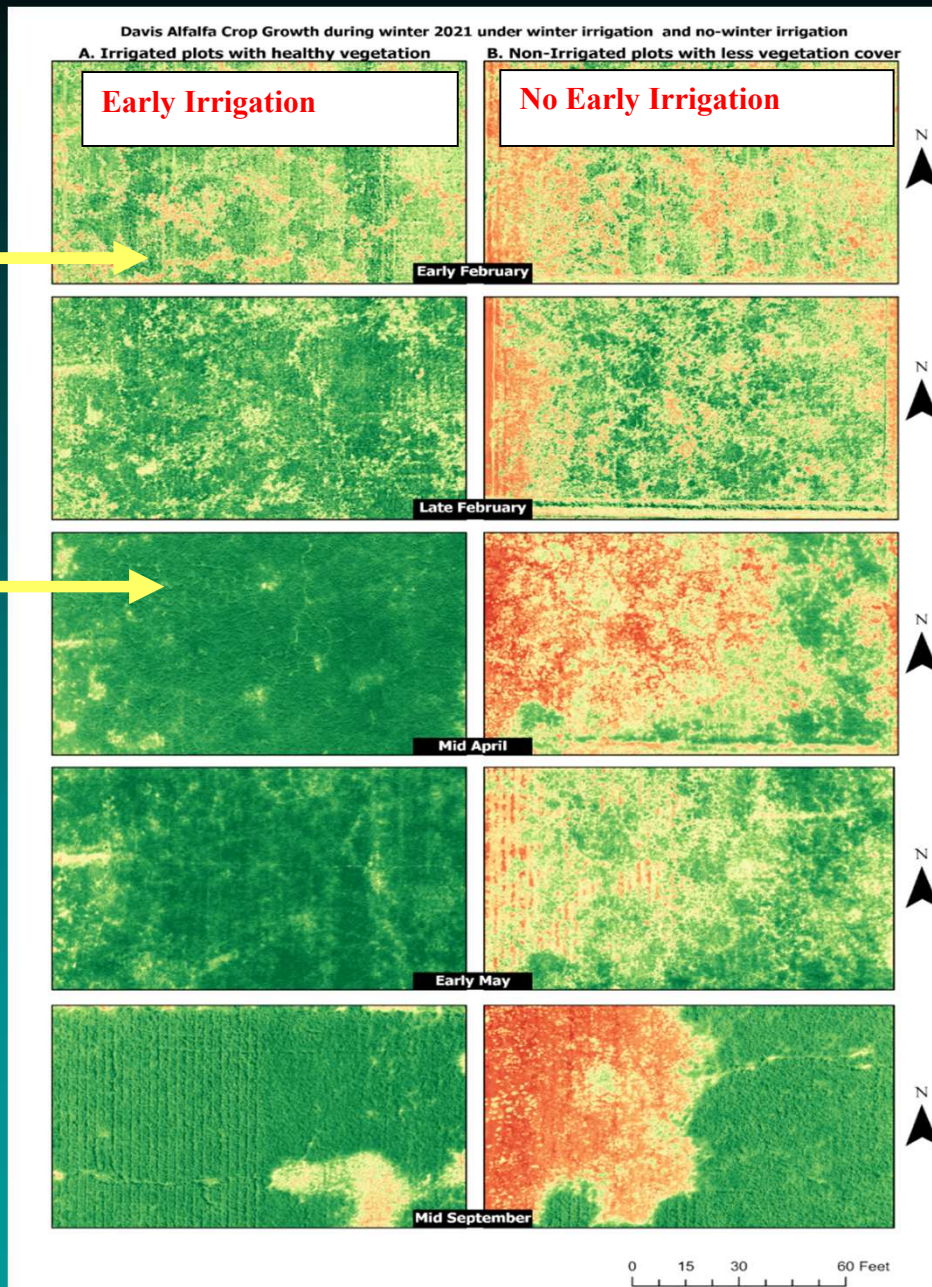 Davis Alfalfa Crop Growth during winter 2021 under winter irrigation and no-winter irrigation
A. Irrigated plots with healthy vegetation
B. Non-Irrigated plots with less vegetation cover
Early Irrigation
No Early Irrigation
N
Early February
N
Late February
N
Mid April
N
Early May
N
Mid September
0 15 30 60 Feet